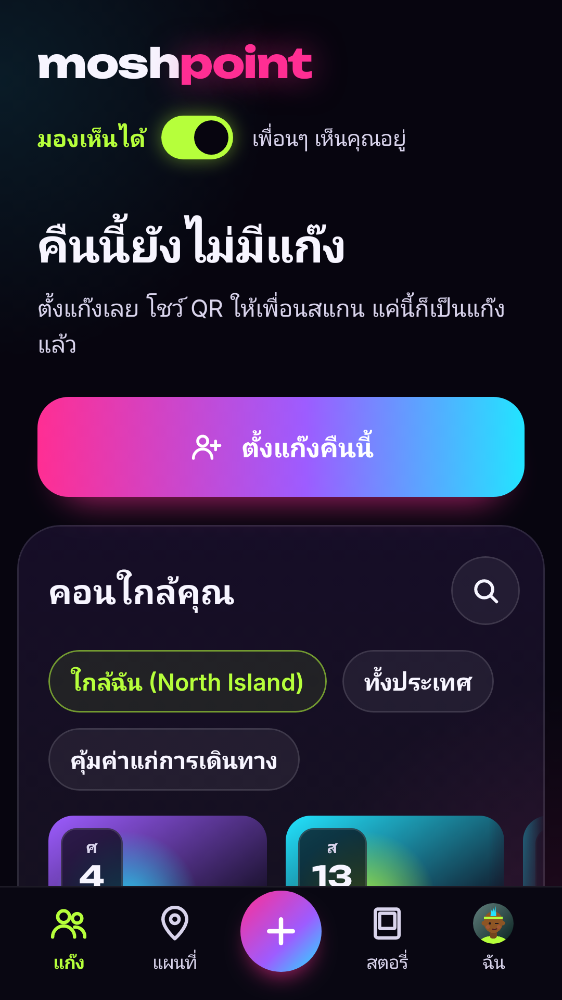 moshpoint
มองเห็นได้ เพื่อนๆ เห็นคุณอยู่
คืนนี้ยังไม่มีแก๊ง
ตั้งแก๊งเลย โชว์ QR ให้เพื่อนสแกน แค่นี้ก็เป็นแก๊ง
แล้ว
ตั้งแก๊งคืนนี้
คอนใกล้คุณ
ใกล้ฉัน (North Island) ทั้งประเทศ
คุ้มค่าแก่การเดินทาง
ศ ส
4 13
แก๊ง แผนที่ สตอรี่ ฉัน